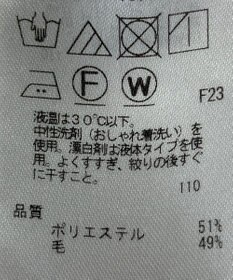 F W F23
液温は30℃以下。
中性洗剤(おしゃれ着洗い)を
使用。漂白剤は液体タイプを使
用。よくすすぎ、絞りの後すぐ
に干すこと。
110
品質
ポリエステル 51%
毛 49%